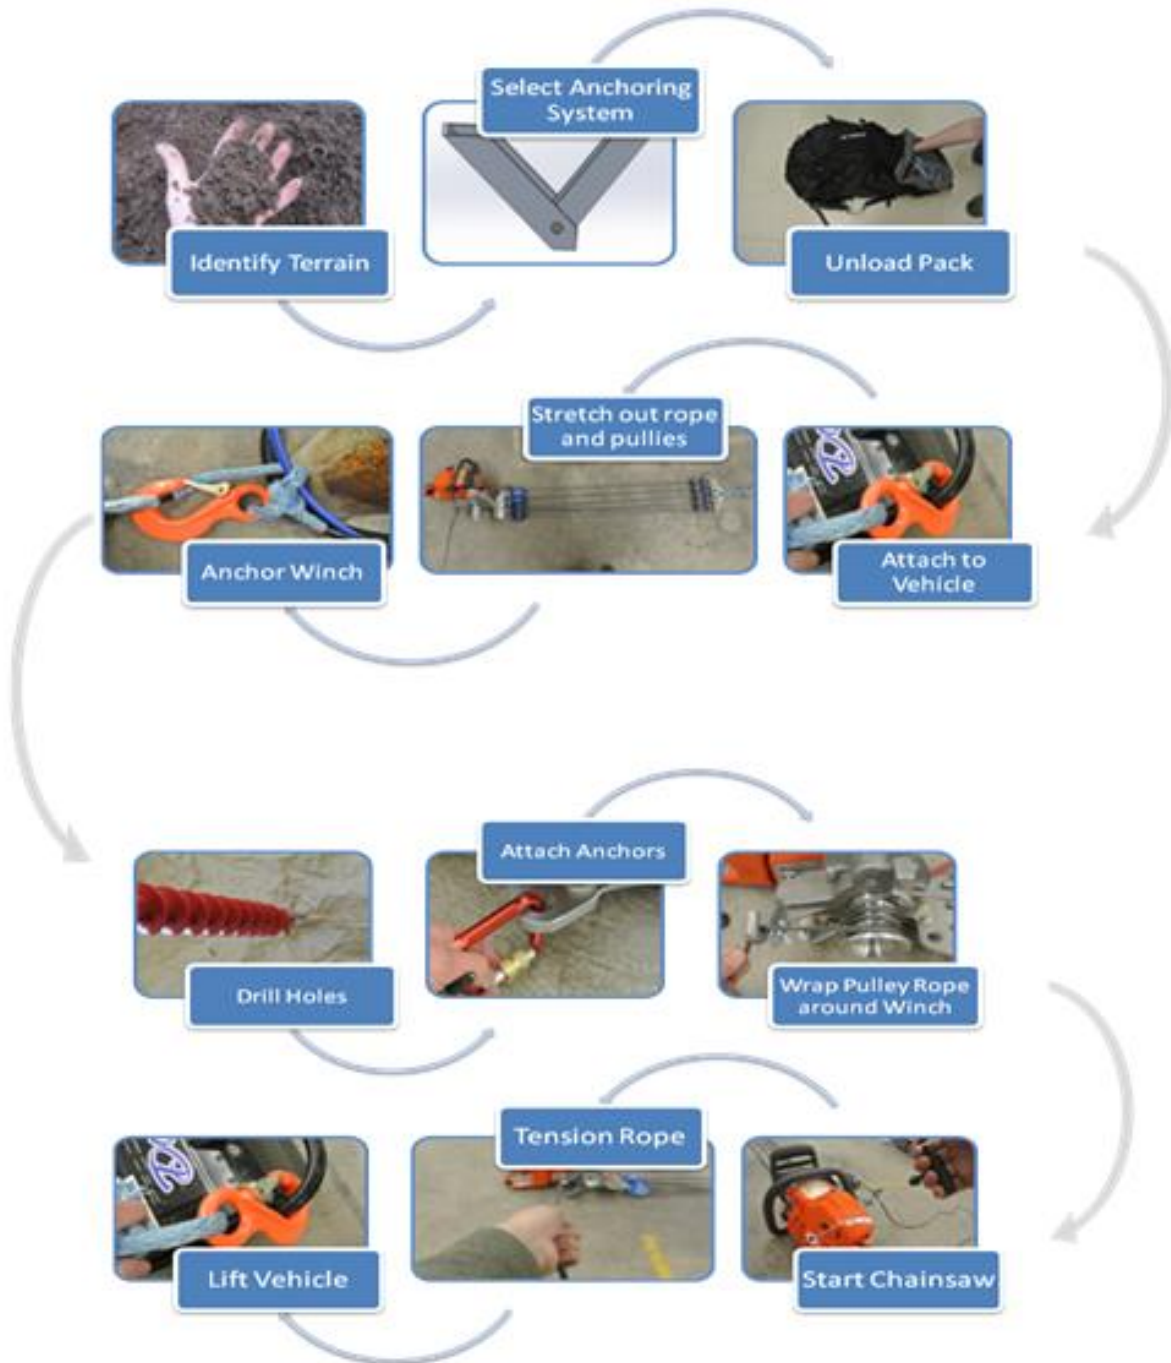 Select Anchoring
System
Identify Terrain
Unload Pack
Stretch out rope
and pullies
Anchor Winch
Attach to
Vehicle
Attach Anchors
Drill Holes
Wrap Pulley Rope
around Winch
Tension Rope
Lift Vehicle
Start Chainsaw